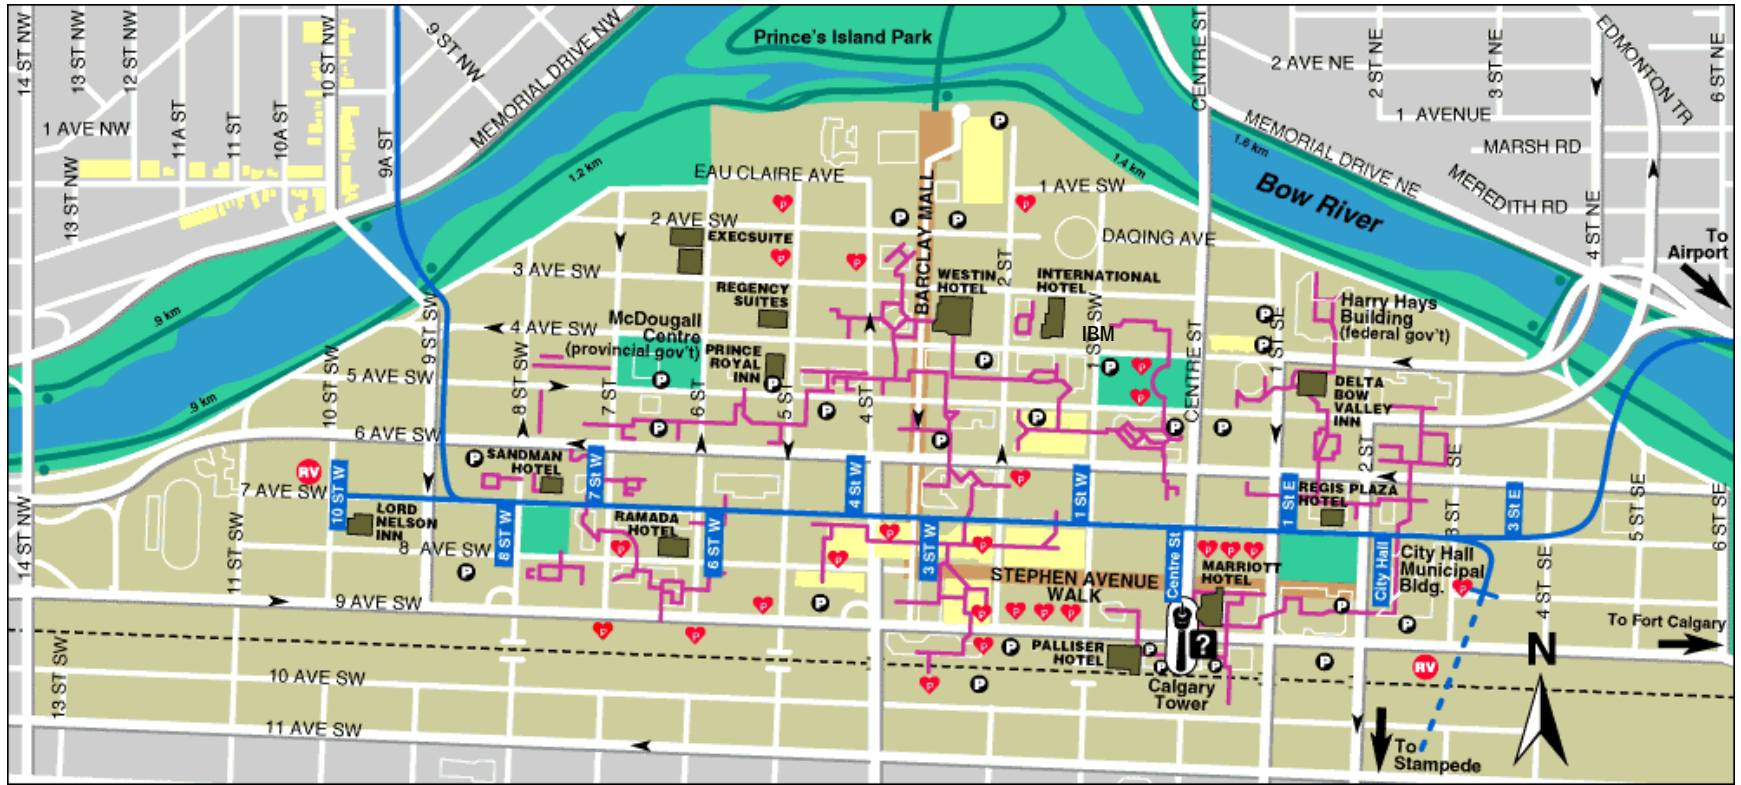 14 ST NW
13 ST NW
12 ST NW
10 ST NW
9 ST NW
MEMORIAL DRIVE NW
Prince's Island Park
CENTRE ST
2 AVE NE
2 ST NE
3 ST NE
EDMONTON TR
6 ST NE
1 AVE NW
11A ST
11 ST
10A ST
9A ST
1 AVENUE
MARSH RD
MEMORIAL DRIVE NE
MEREDITH RD
1.2 km
1.4 km
1.6 km
Bow River
13 ST NW
EAU CLAIRE AVE
1 AVE SW
BARCLAY MALL
4 ST NE
2 AVE SW
EXECSUITE
DAQING AVE
To
Airport
3 AVE SW
REGENCY
SUITES
WESTIN
HOTEL
2 ST
INTERNATIONAL
HOTEL
1 ST SW
IBM
Harry Hays
Building
(federal gov't)
1 ST SE
.9 km
9 ST SW
4 AVE SW
McDougall
Centre
(provincial gov't)
PRINCE
ROYAL
INN
CENTRE ST
10 ST SW
5 AVE SW
8 ST SW
7 ST
6 ST
5 ST
4 ST
DELTA
BOW
VALLEY
INN
.9 km
6 AVE SW
SANDMAN
HOTEL
2 ST
SE
RV
7 AVE SW
10 ST W
7 ST W
4 St W
1 St W
1 St E
REGIS PLAZA
HOTEL
3 St E
3 ST
5 ST SE
6 ST SE
14 ST NW
LORD
NELSON
INN
8 ST W
RAMADA
HOTEL
6 ST W
3 ST W
Centre St
City Hall
City Hall
Municipal
Bldg.
11 ST SW
8 AVE SW
STEPHEN AVENUE
WALK
MARRIOTT
HOTEL
4 ST SE
9 AVE SW
To Fort Calgary
PALLISER
HOTEL
?
RV
N
13 ST SW
10 AVE SW
Calgary
Tower
11 AVE SW
To
Stampede
P